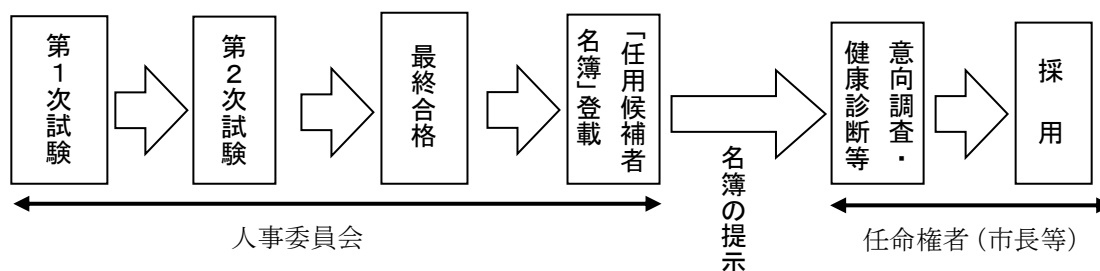 第１次試験
第２次試験
最終合格
「任用候補者
名簿」登載
名簿の提示
意向調査・
健康診断等
採用
人事委員会
任命権者（市長等）